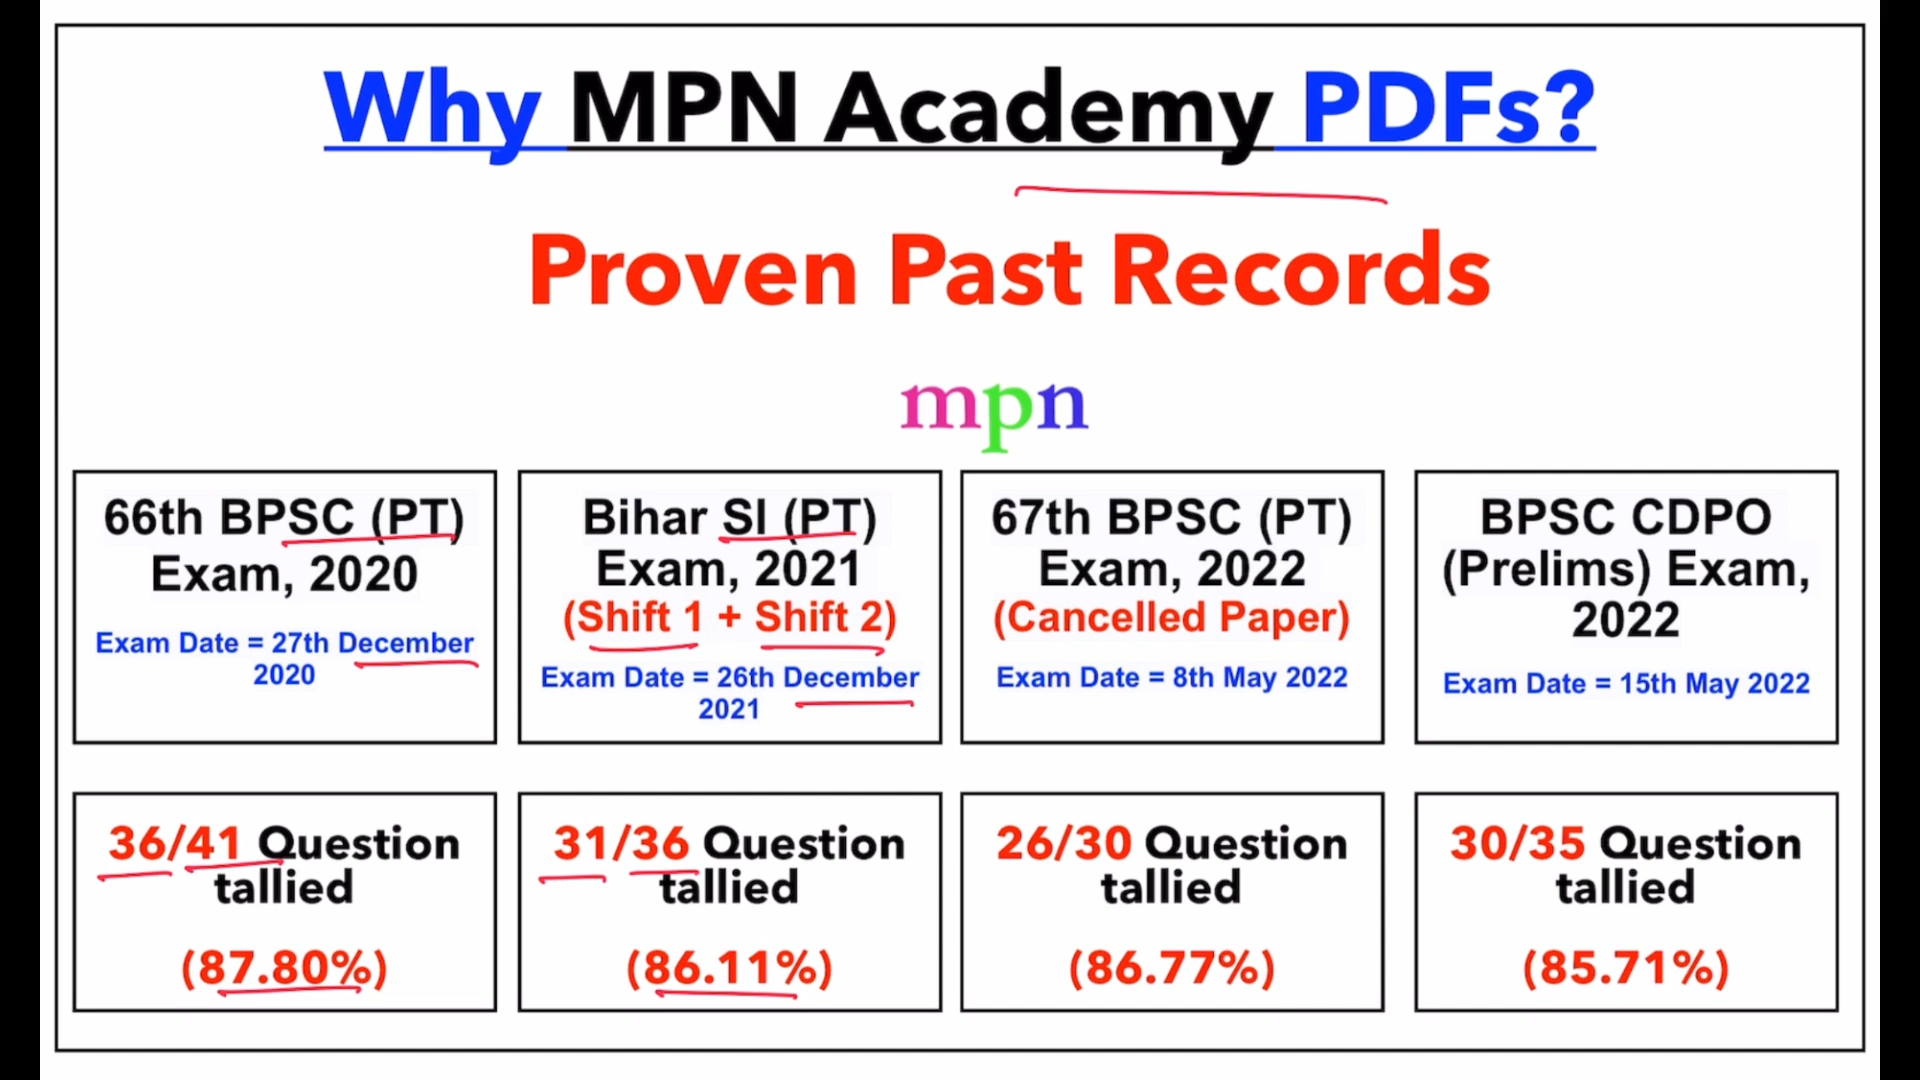 Why MPN Academy PDFs?
Proven Past Records
mpn
66th BPSC (PT)
Exam, 2020
Exam Date = 27th December
2020
Bihar SI (PT)
Exam, 2021
(Shift 1 + Shift 2)
Exam Date = 26th December
2021
67th BPSC (PT)
Exam, 2022
(Cancelled Paper)
Exam Date = 8th May 2022
BPSC CDPO
(Prelims) Exam,
2022
Exam Date = 15th May 2022
36/41 Question
tallied
(87.80%)
31/36 Question
tallied
(86.11%)
26/30 Question
tallied
(86.77%)
30/35 Question
tallied
(85.71%)